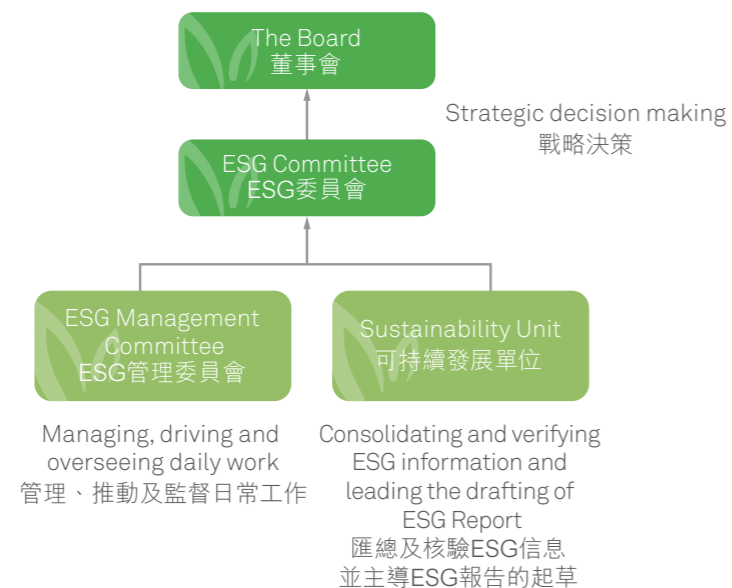 The Board
董事會
Strategic decision making
戰略決策
ESG Committee
ESG委員會
ESG Management
Committee
ESG管理委員會
Sustainability Unit
可持續發展單位
Managing, driving and
overseeing daily work
管理、推動及監督日常工作
Consolidating and verifying
ESG information and
leading the drafting of
ESG Report
匯總及核驗ESG信息
並主導ESG報告的起草